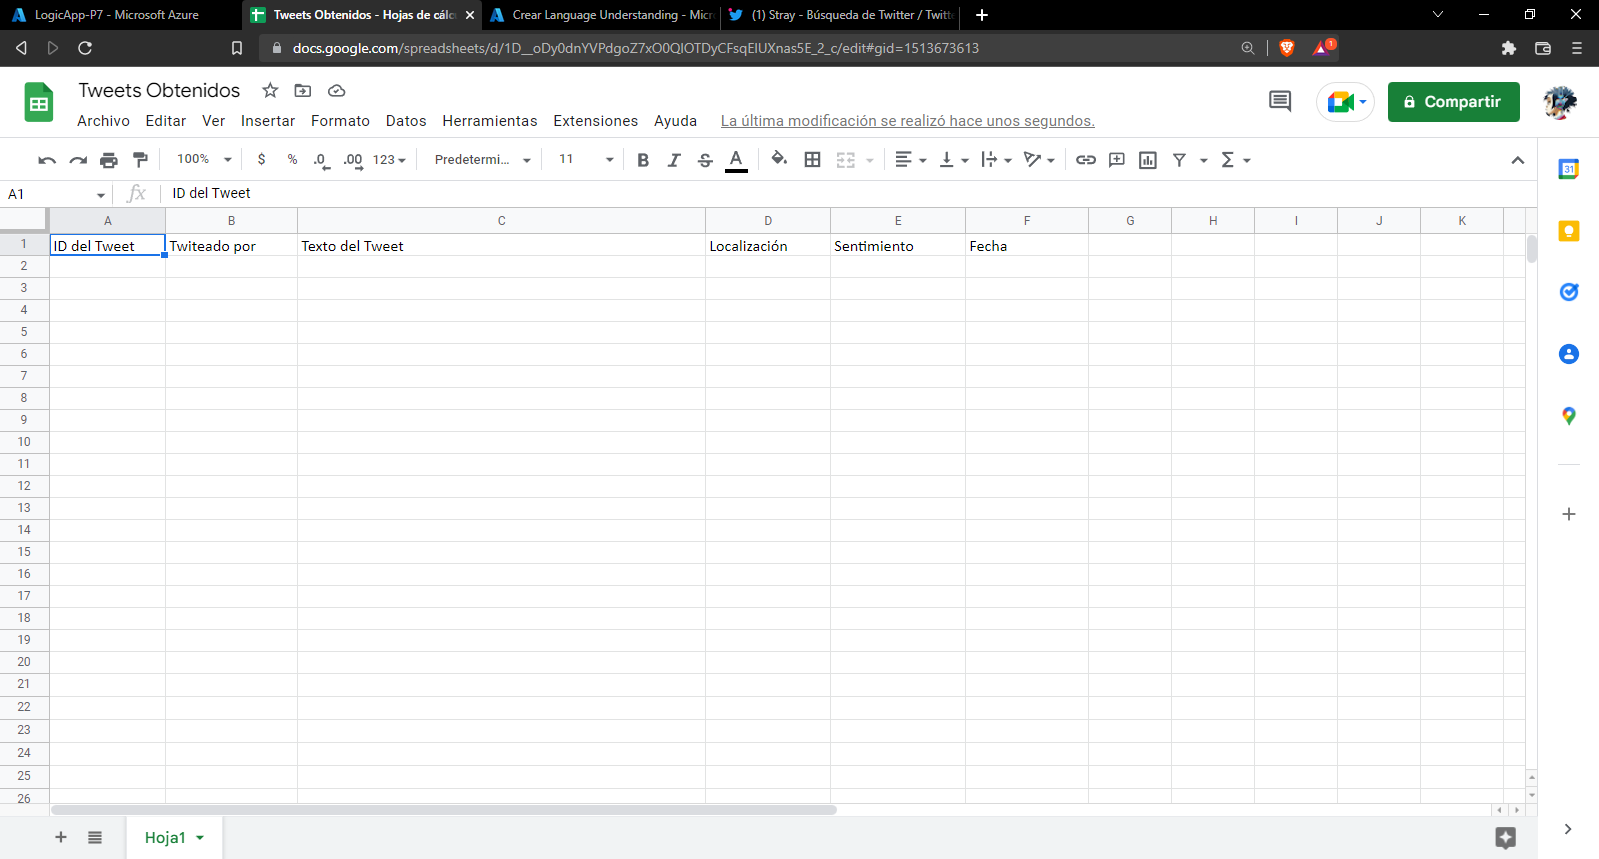 LogicApp-P7 - Microsoft Azure
Tweets Obtenidos - Hojas de cálc
Crear Language Understanding - Micr
(1) Stray - Búsqueda de Twitter / Twitt
docs.google.com/spreadsheets/d/1D__oDy0dnYVPdgoZ7xO0QlOTDyCFsqElUXnas5E_2_c/edit#gid=1513673613
1
Tweets Obtenidos
Archivo Editar Ver Insertar Formato Datos Herramientas Extensiones Ayuda La última modificación se realizó hace unos segundos.
Compartir
100% $ % .0 .00 123 Predetermi... 11 B I S A Σ
31
A1 fx ID del Tweet
A B C D E F G H I J K
1 ID del Tweet Twiteado por Texto del Tweet Localización Sentimiento Fecha
2
3
4
5
6
7
8
9
10
11
12
13
14
15
16
17
18
19
20
21
22
23
24
25
26
Hoja1